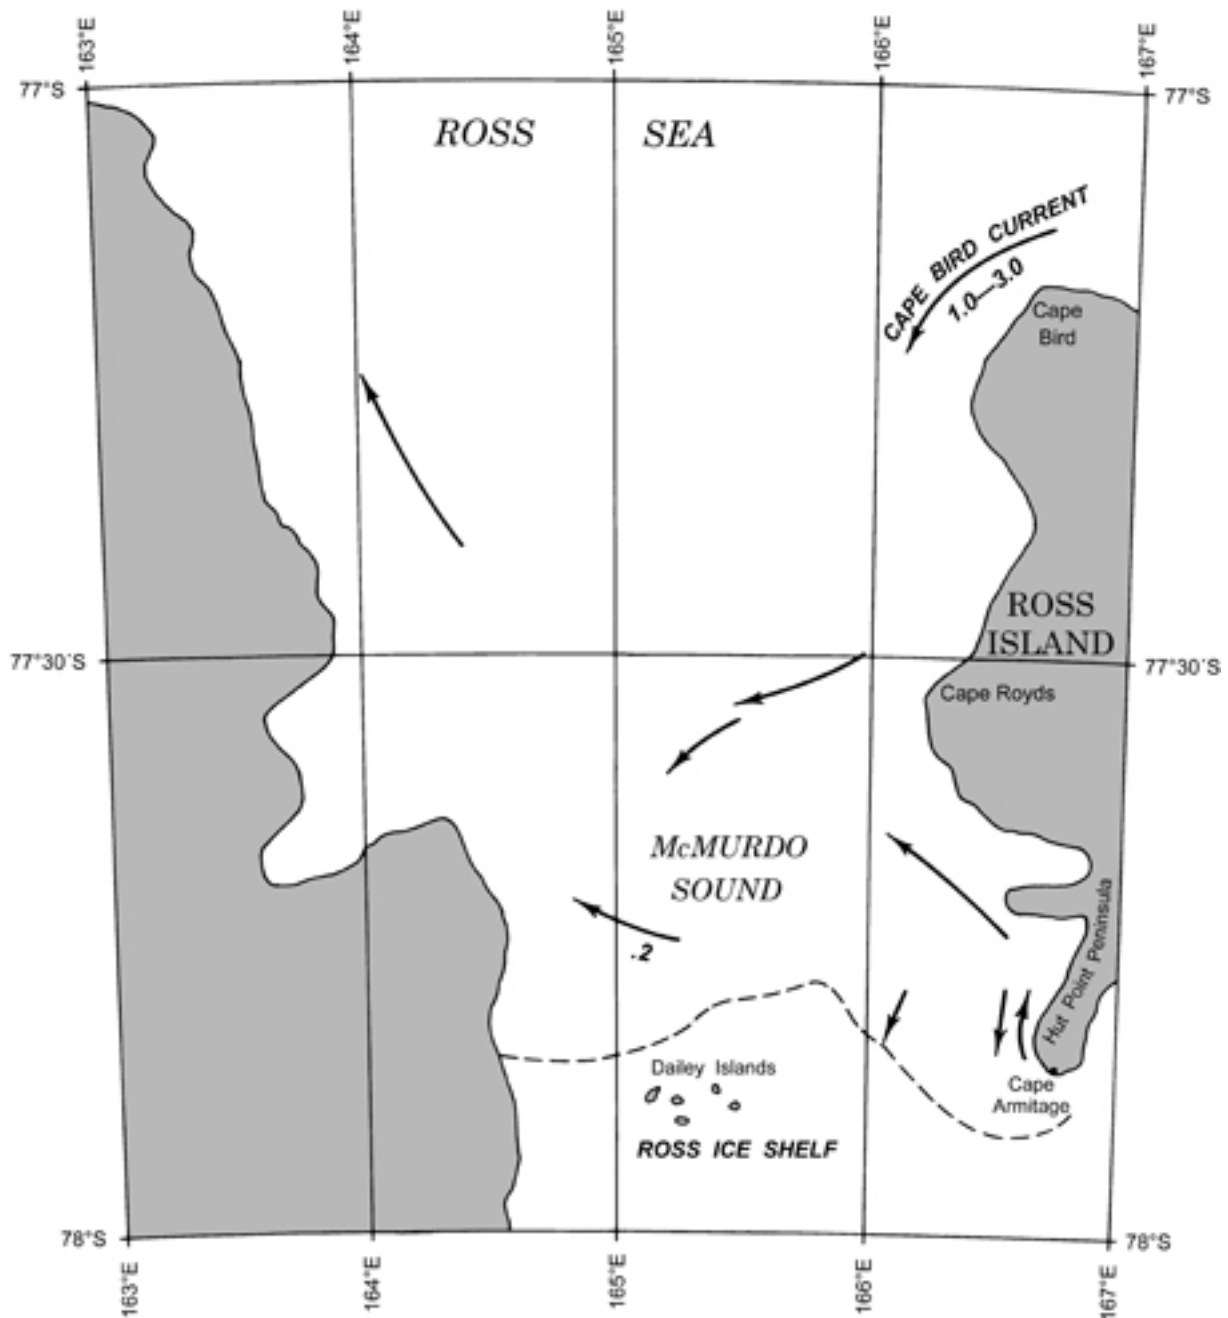 163°E
164°E
165°E
166°E
167°E
77°S
77°S
ROSS SEA
CAPE BIRD CURRENT
1.0—3.0
Cape
Bird
ROSS
ISLAND
77°30'S
77°30'S
Cape Royds
McMURDO
SOUND
.2
Hut Point Peninsula
Dailey Islands
Cape
Armitage
ROSS ICE SHELF
78°S
78°S
163°E
164°E
165°E
166°E
167°E